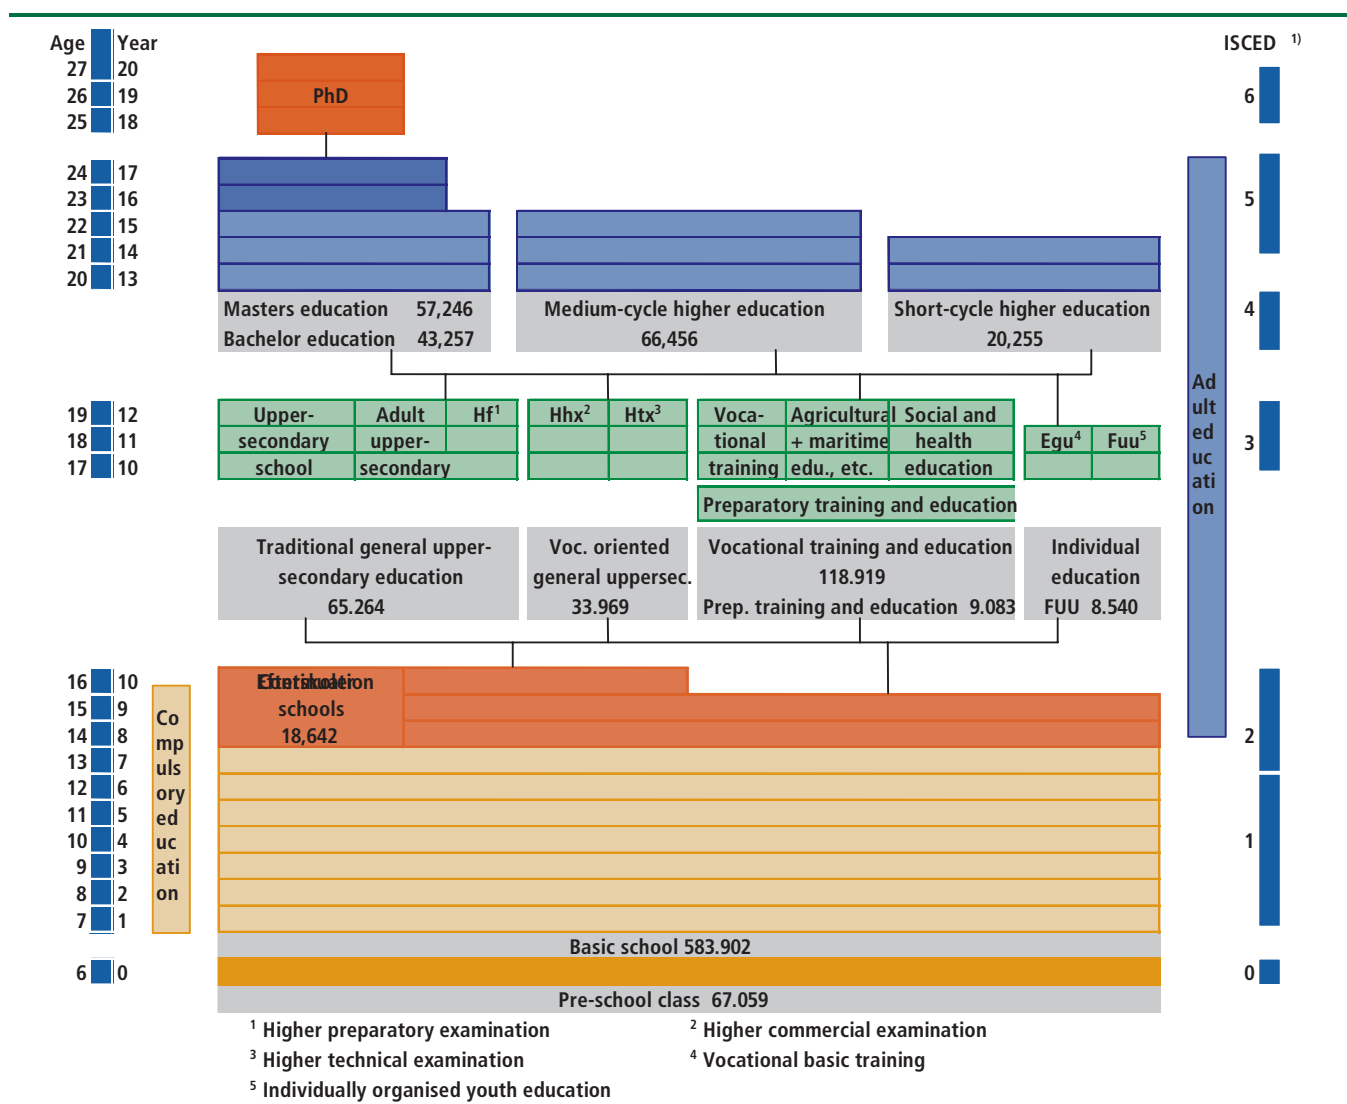 Age Year ISCED 1)
27 20
26 19 PhD 6
25 18
24 17
23 16 5
22 15
21 14
20 13
Masters education 57,246 Medium-cycle higher education Short-cycle higher education 4
Bachelor education 43,257 66,456 20,255
Ad
ult
ed
uc
ati
on
19 12 Upper- Adult Hf1 Hhx2 Htx3 Voca- Agricultural Social and
18 11 secondary upper- tional + maritime health Egu4 Fuu5 3
17 10 school secondary training edu., etc. education
Preparatory training and education
Traditional general upper- Voc. oriented Vocational training and education Individual
secondary education general uppersec. 118.919 education
65.264 33.969 Prep. training and education 9.083 FUU 8.540
16 10 Efterskoler Continuation
15 9 schools
14 8 18,642 2
13 7
12 6
11 5
10 4 1
9 3
8 2
7 1
Co
mp
uls
ory
ed
uc
ati
on
Basic school 583.902
6 0 0
Pre-school class 67.059
1 Higher preparatory examination 2 Higher commercial examination
3 Higher technical examination 4 Vocational basic training
5 Individually organised youth education